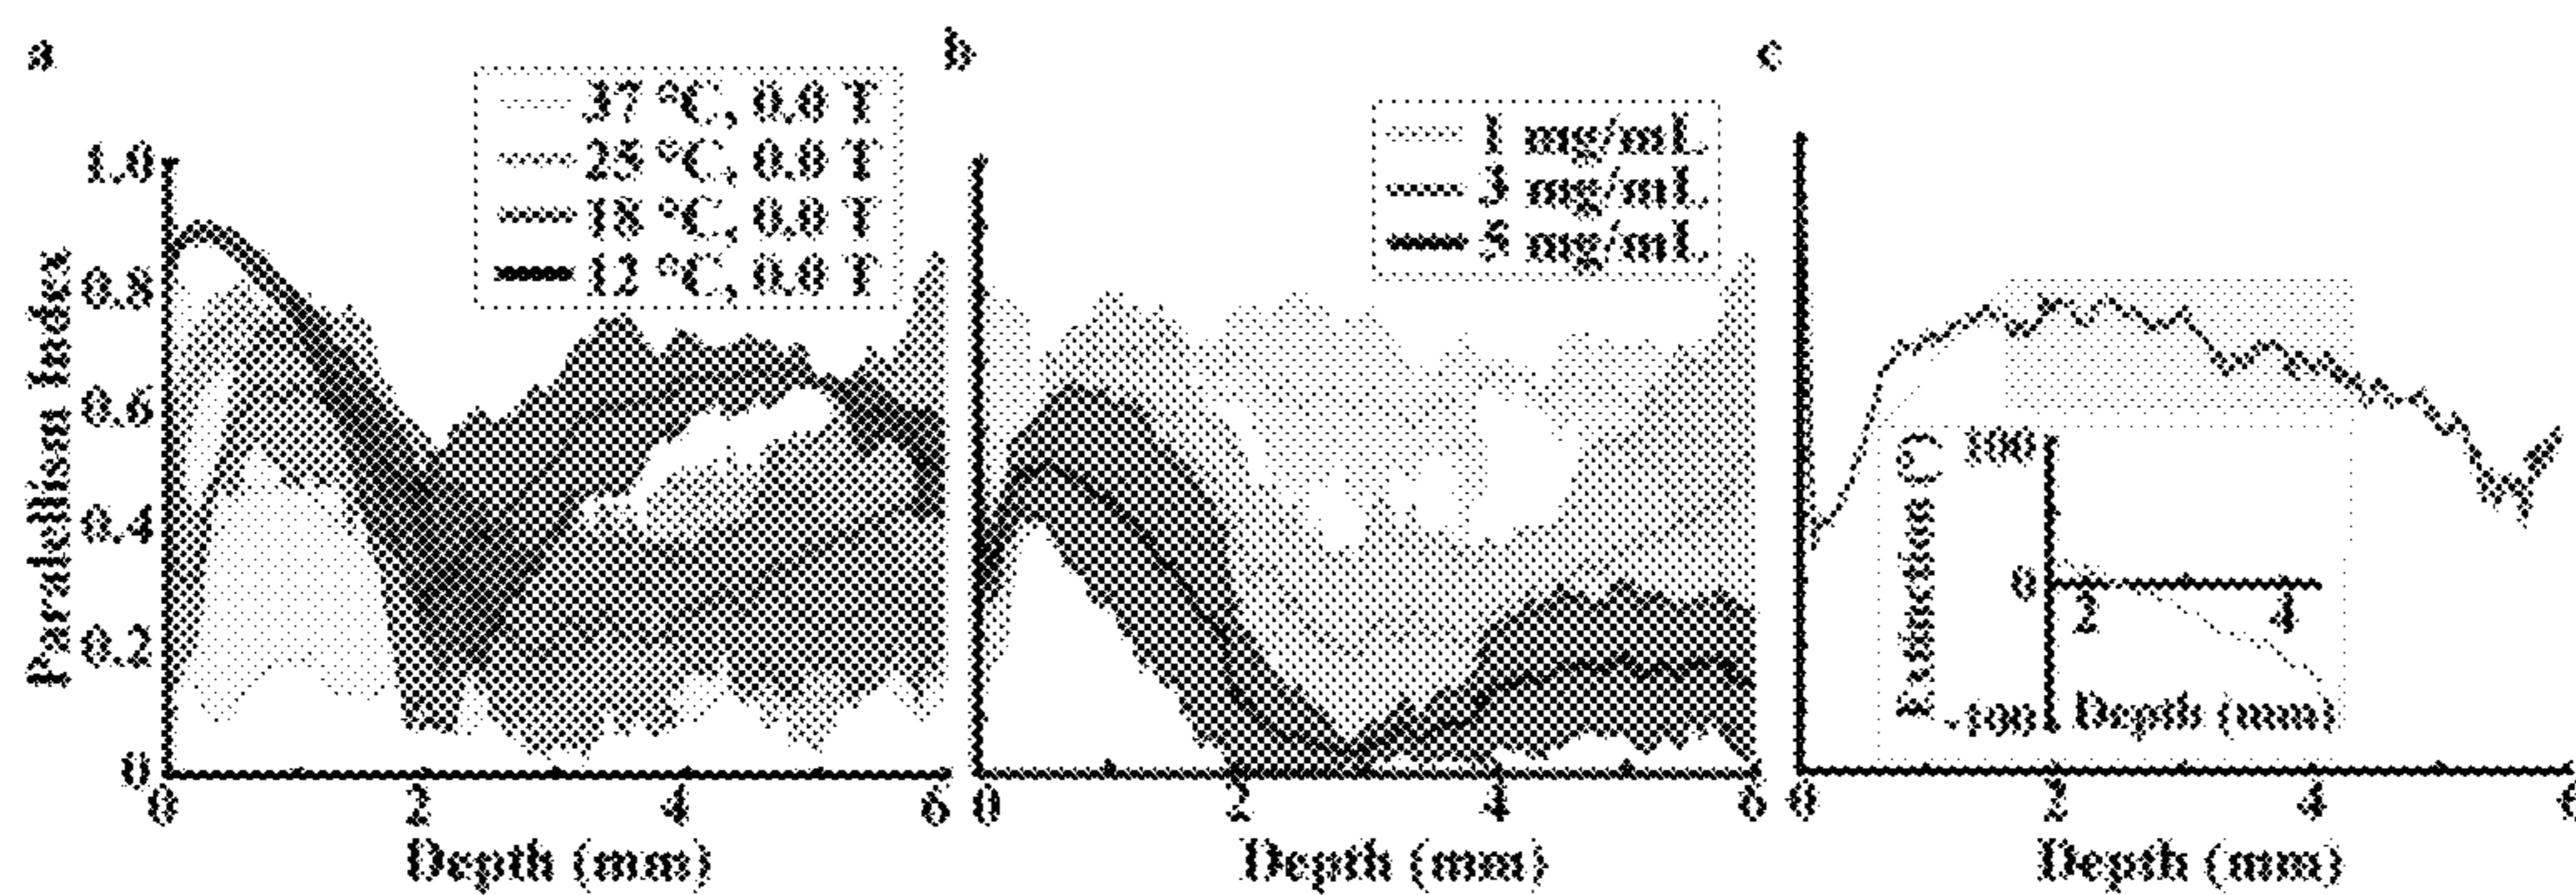 a
37 °C, 0.0 T
25 °C, 0.0 T
18 °C, 0.0 T
12 °C, 0.0 T
Parallelism Index
1.0
0.8
0.6
0.4
0.2
0
0 2 4 6
Depth (mm)
b
1 mg/mL
3 mg/mL
5 mg/mL
0 2 4 6
Depth (mm)
c
Extinction (°)
100
0
-100
2 4
Depth (mm)
0 2 4 6
Depth (mm)